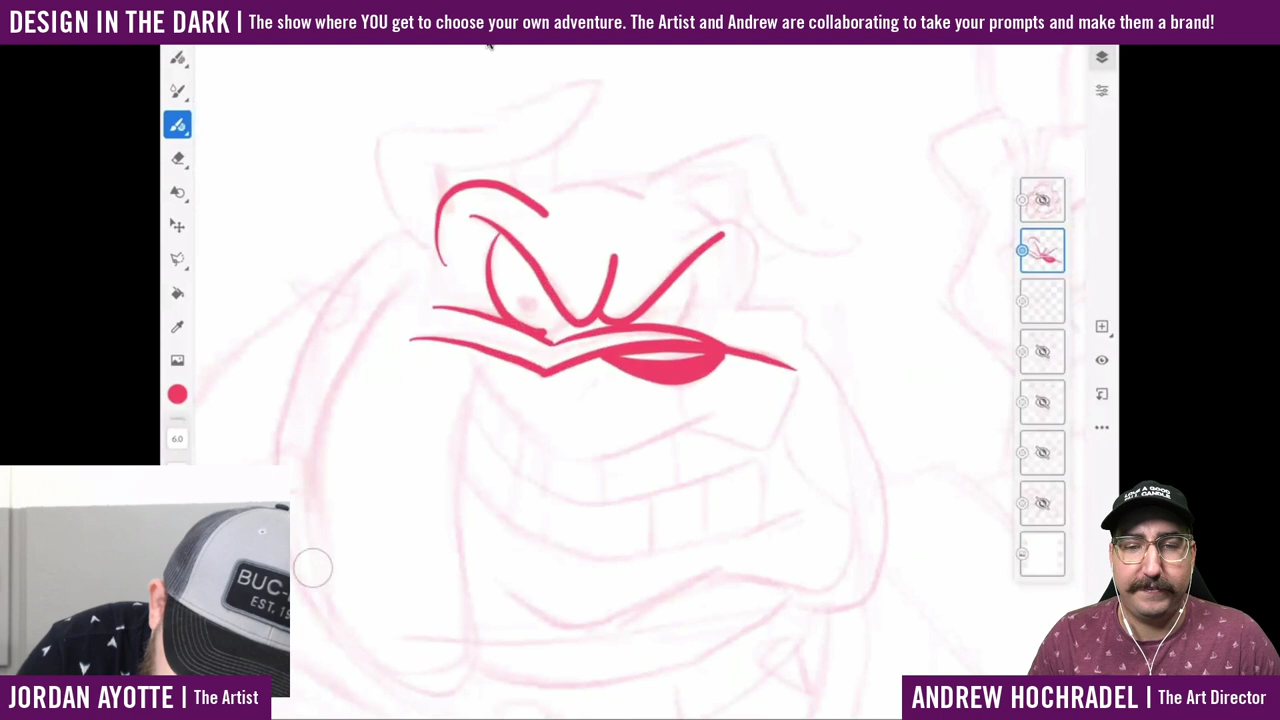 DESIGN IN THE DARK | The show where YOU get to choose your own adventure. The Artist and Andrew are collaborating to take your prompts and make them a brand!
6.0
BUC-
EST. 19
JORDAN AYOTTE | The Artist
ANDREW HOCHRADEL | The Art Director